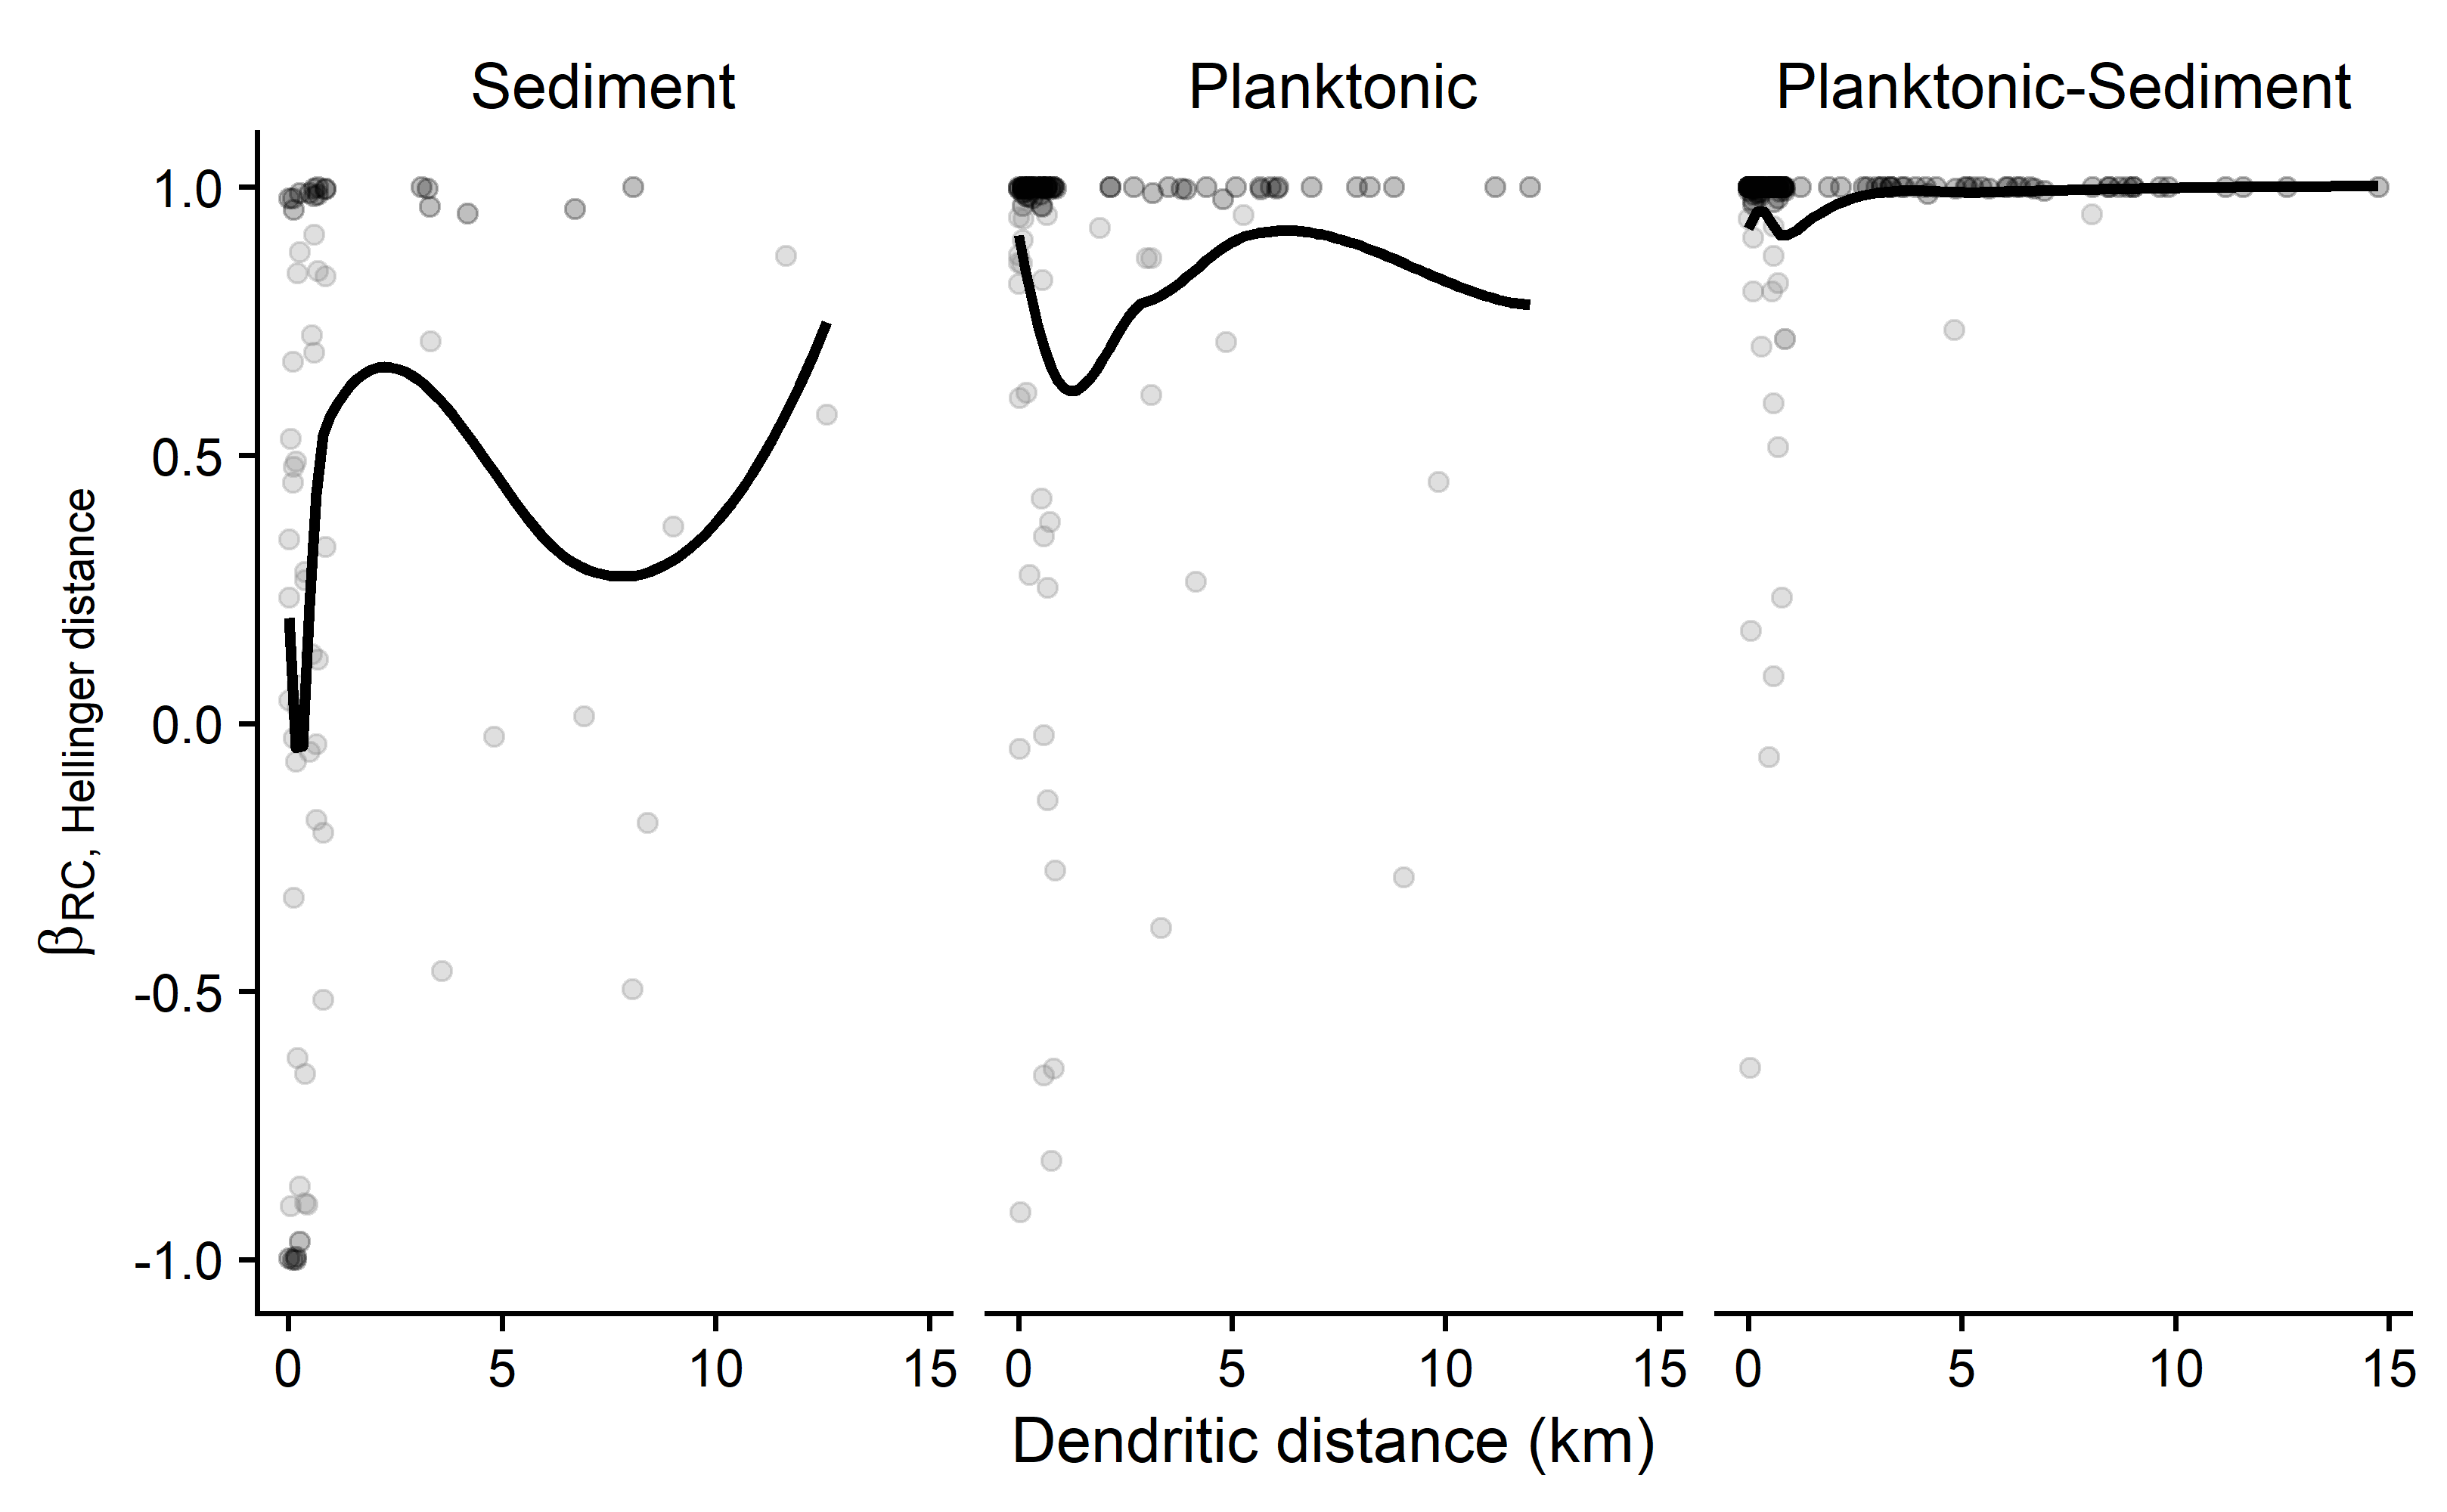 Sediment Planktonic Planktonic-Sediment
1.0
0.5
0.0
-0.5
-1.0
βRC, Hellinger distance
0 5 10 15 0 5 10 15 0 5 10 15
Dendritic distance (km)